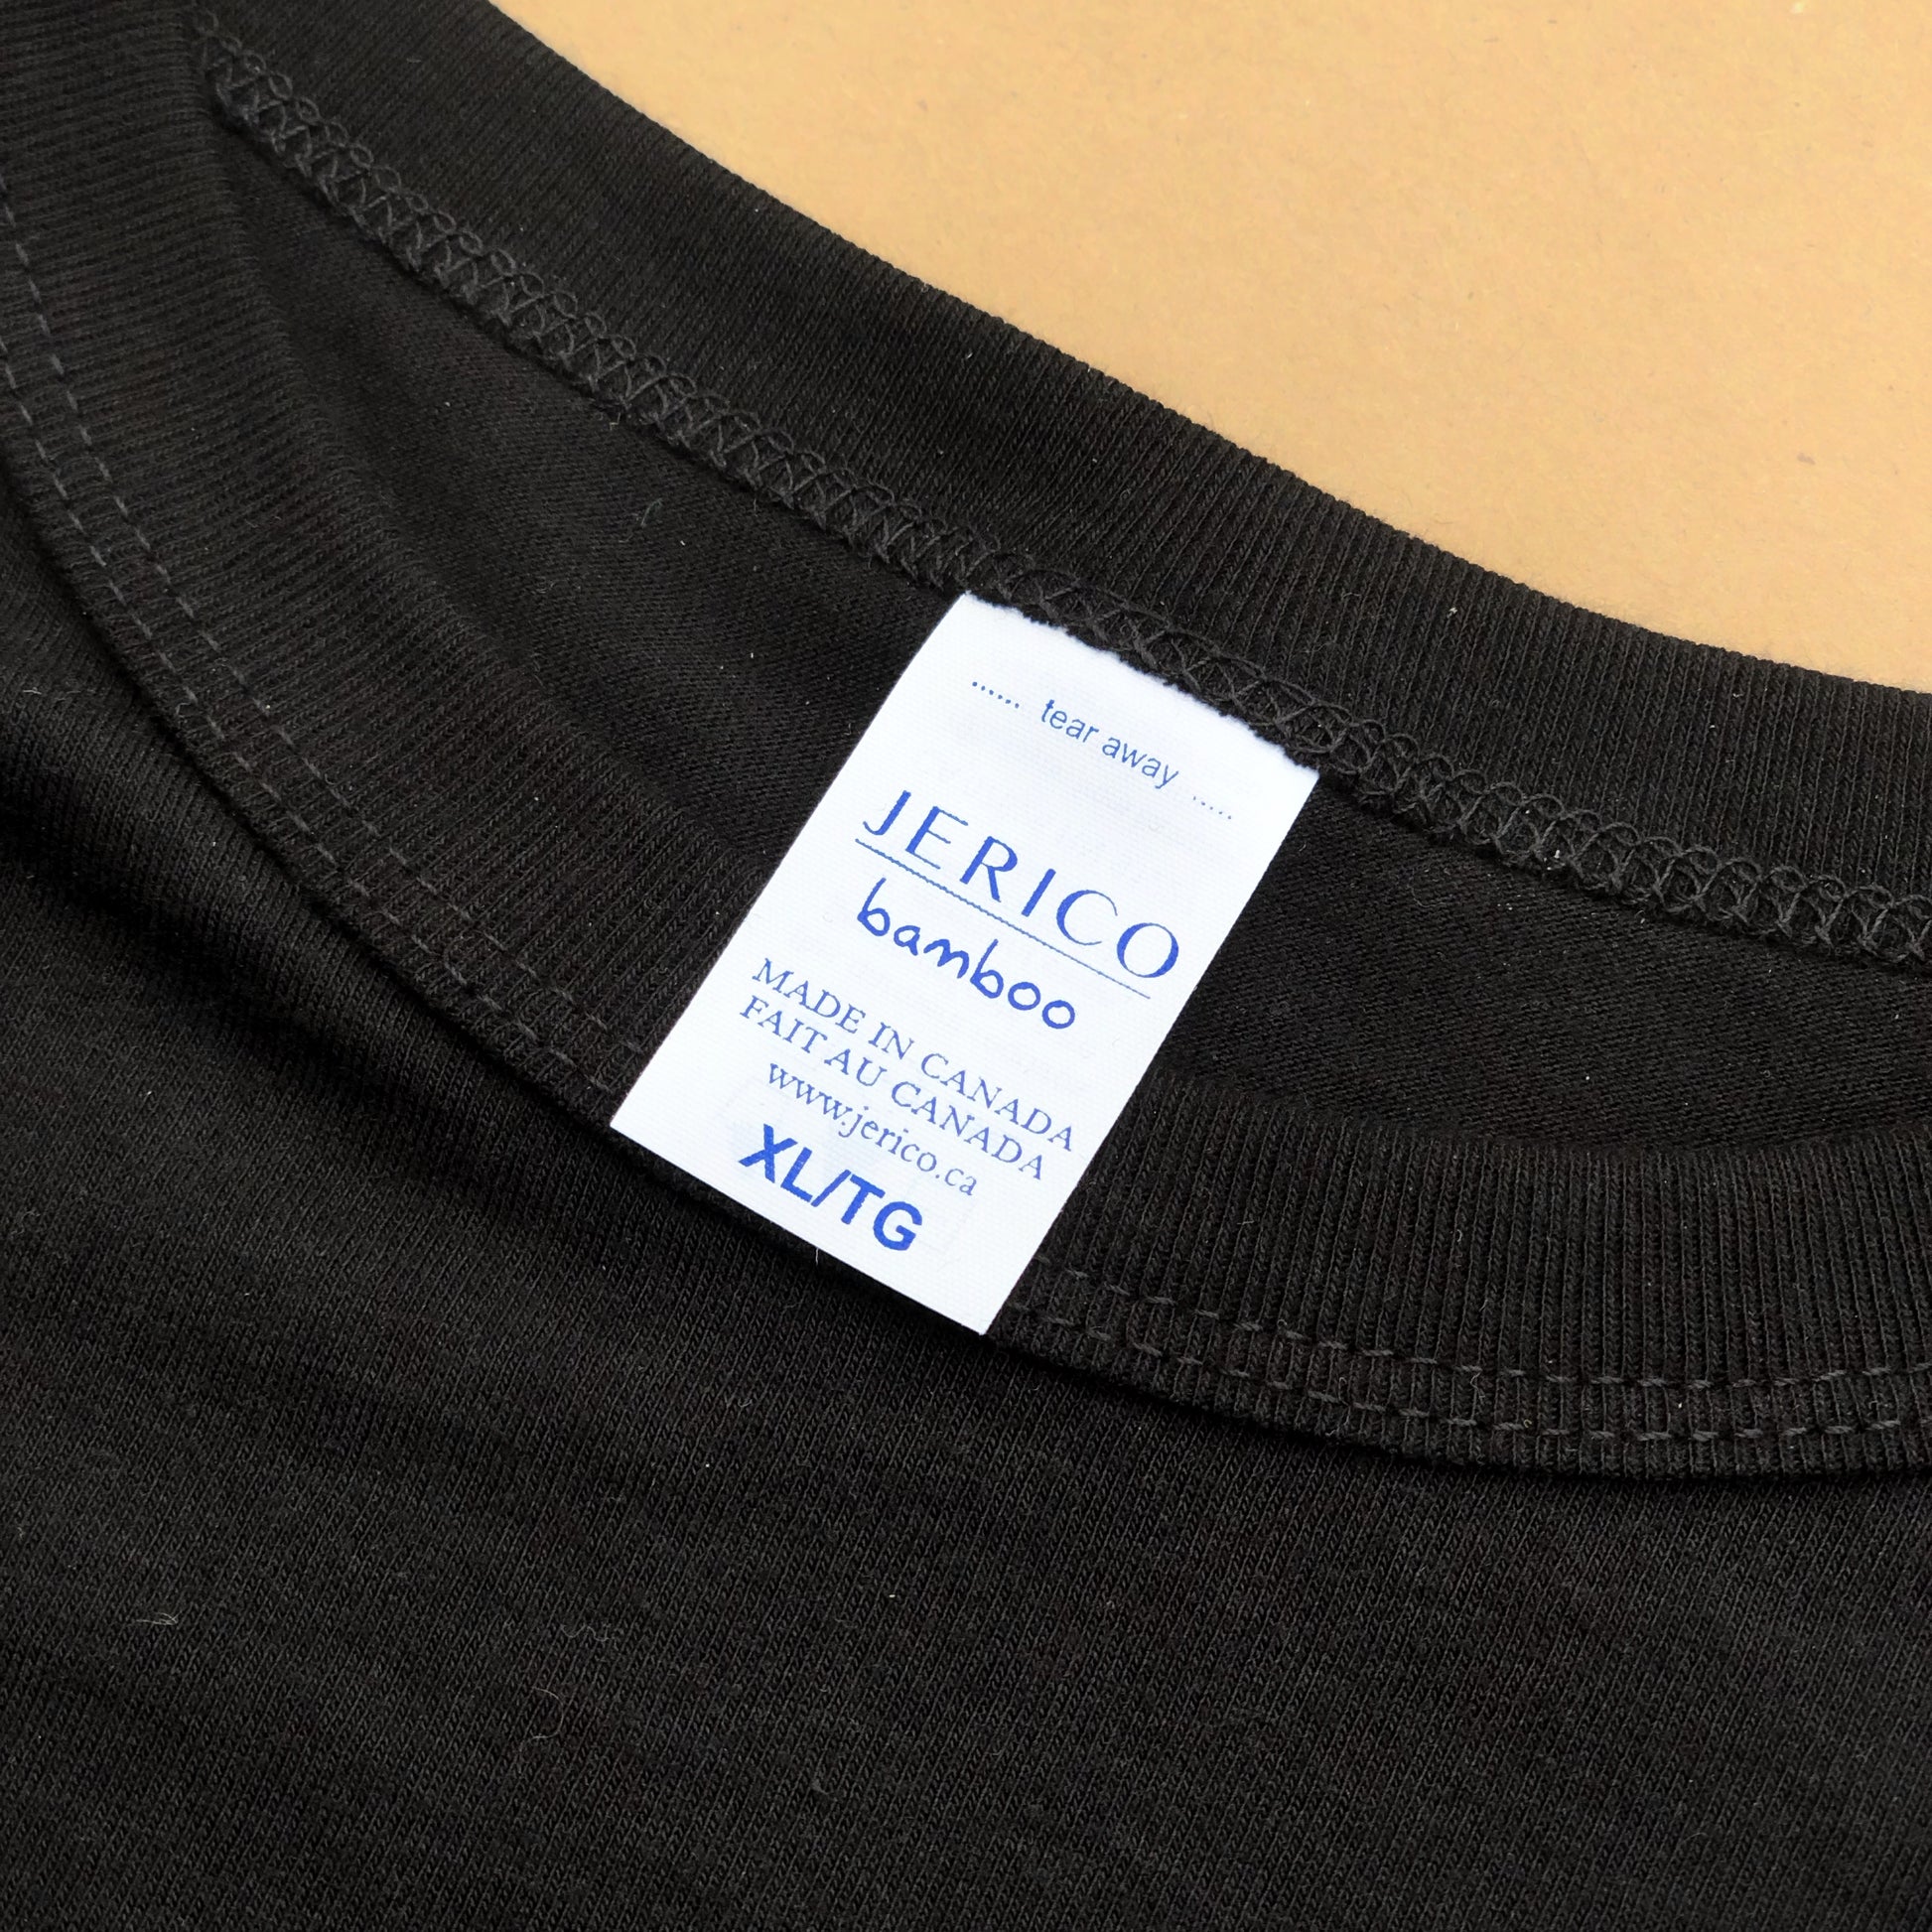 ...... tear away .....
JERICO
bamboo
MADE IN CANADA
FAIT AU CANADA
www.jerico.ca
XL/TG